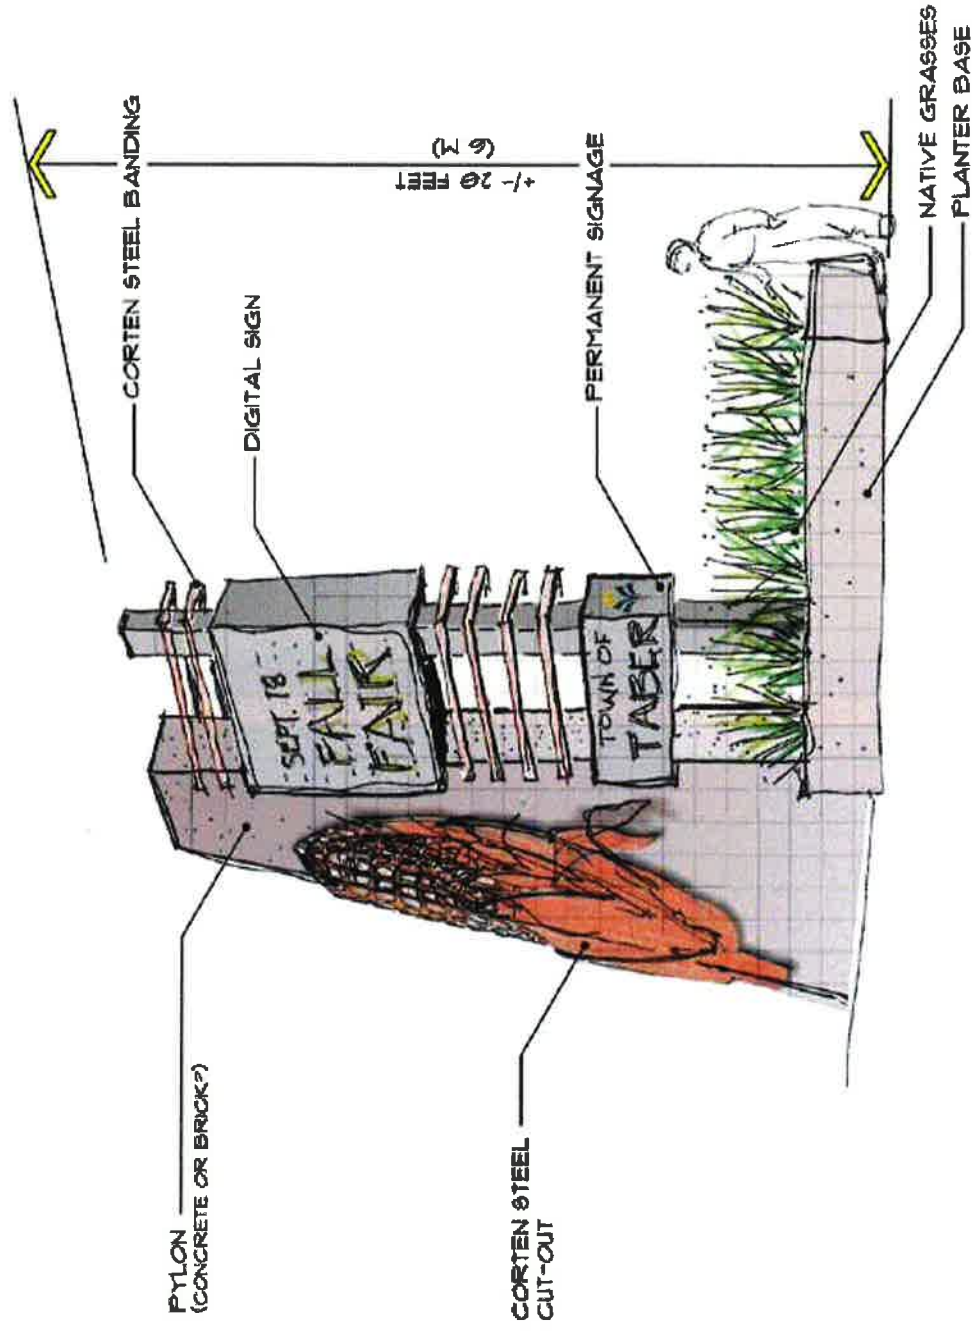 PYLON
(CONCRETE OR BRICK?)
CORTEN STEEL
CUT-OUT
CORTEN STEEL BANDING
DIGITAL SIGN
SEPT. 18
FALL
FAIR
TOWN OF
TABER
PERMANENT SIGNAGE
+/- 20 FEET
(6 M)
NATIVE GRASSES
PLANTER BASE